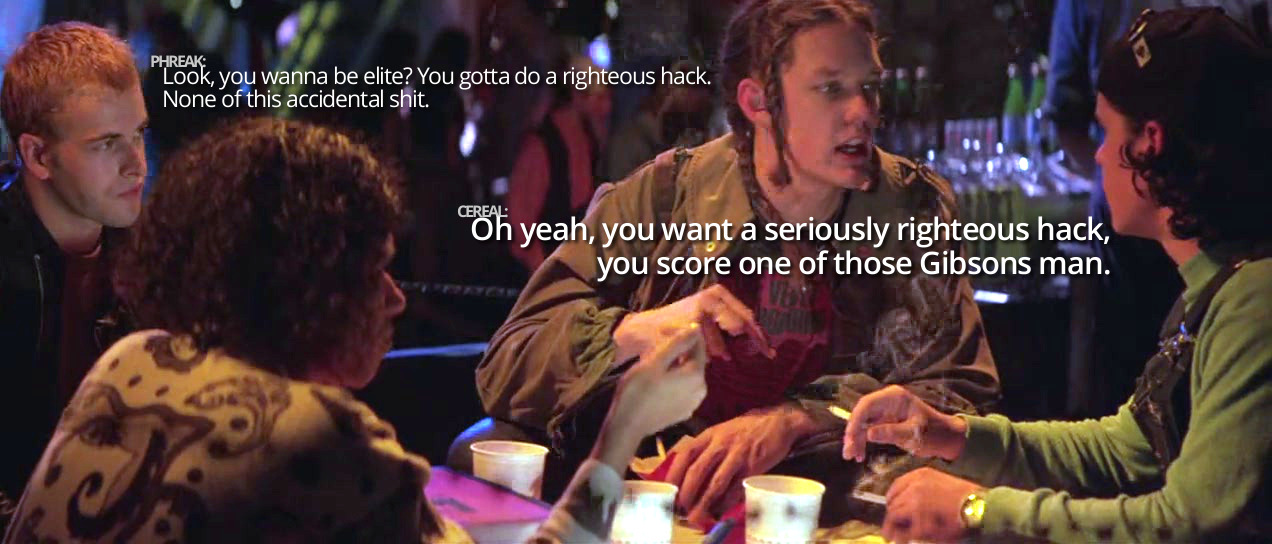 PHREAK:
Look, you wanna be elite? You gotta do a righteous hack.
None of this accidental shit.
CEREAL:
Oh yeah, you want a seriously righteous hack,
you score one of those Gibsons man.